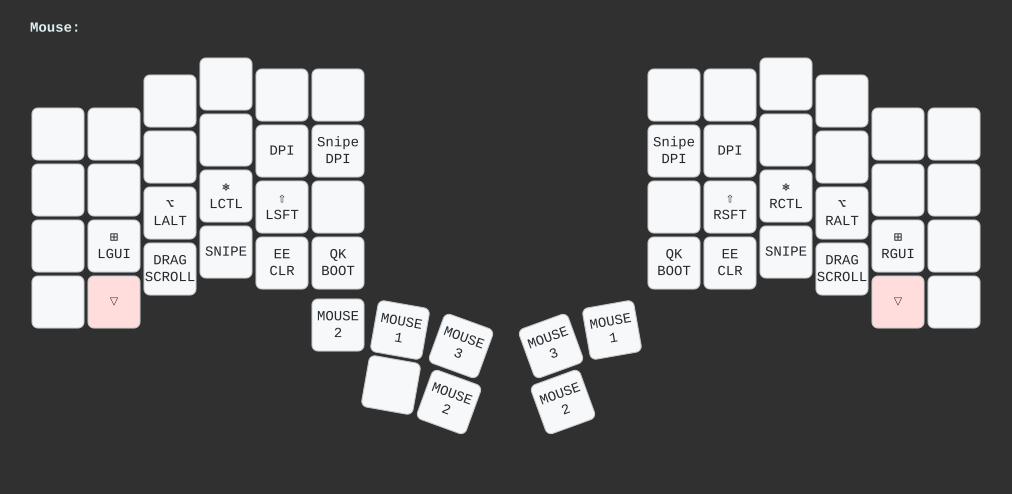 Mouse:
DPI
Snipe
DPI
Snipe
DPI
DPI
⎈
LCTL
⇧
LSFT
⌥
LALT
⇧
RSFT
⎈
RCTL
⌥
RALT
⊞
LGUI
SNIPE
EE
CLR
QK
BOOT
DRAG
SCROLL
QK
BOOT
EE
CLR
SNIPE
DRAG
SCROLL
⊞
RGUI
▽
▽
MOUSE
2
MOUSE
1
MOUSE
3
MOUSE
3
MOUSE
1
MOUSE
2
MOUSE
2